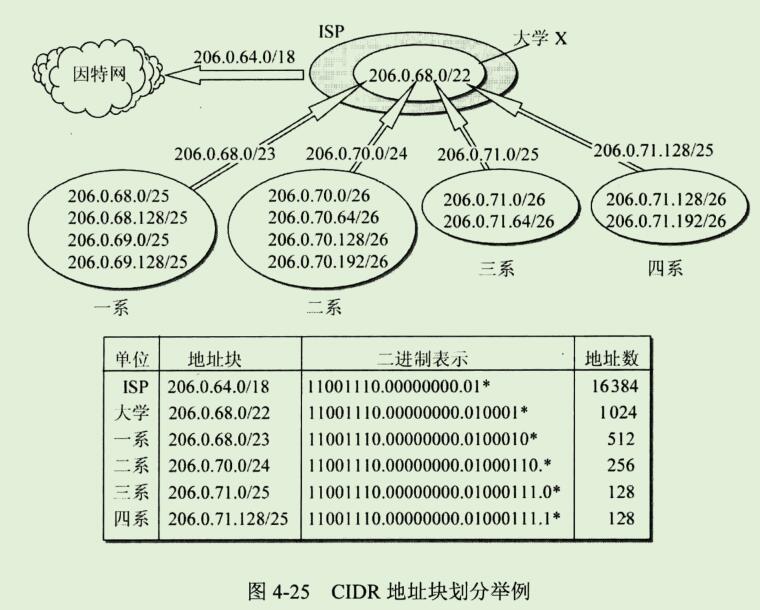 ISP
大学 X
206.0.64.0/18
因特网
206.0.68.0/22
206.0.68.0/23
206.0.70.0/24
206.0.71.0/25
206.0.71.128/25
206.0.68.0/25
206.0.68.128/25
206.0.69.0/25
206.0.69.128/25
一系
206.0.70.0/26
206.0.70.64/26
206.0.70.128/26
206.0.70.192/26
二系
206.0.71.0/26
206.0.71.64/26
三系
206.0.71.128/26
206.0.71.192/26
四系
单位 地址块 二进制表示 地址数
ISP 206.0.64.0/18 11001110.00000000.01* 16384
大学 206.0.68.0/22 11001110.00000000.010001* 1024
一系 206.0.68.0/23 11001110.00000000.0100010* 512
二系 206.0.70.0/24 11001110.00000000.01000110.* 256
三系 206.0.71.0/25 11001110.00000000.01000111.0* 128
四系 206.0.71.128/25 11001110.00000000.01000111.1* 128
图 4-25 CIDR 地址块划分举例